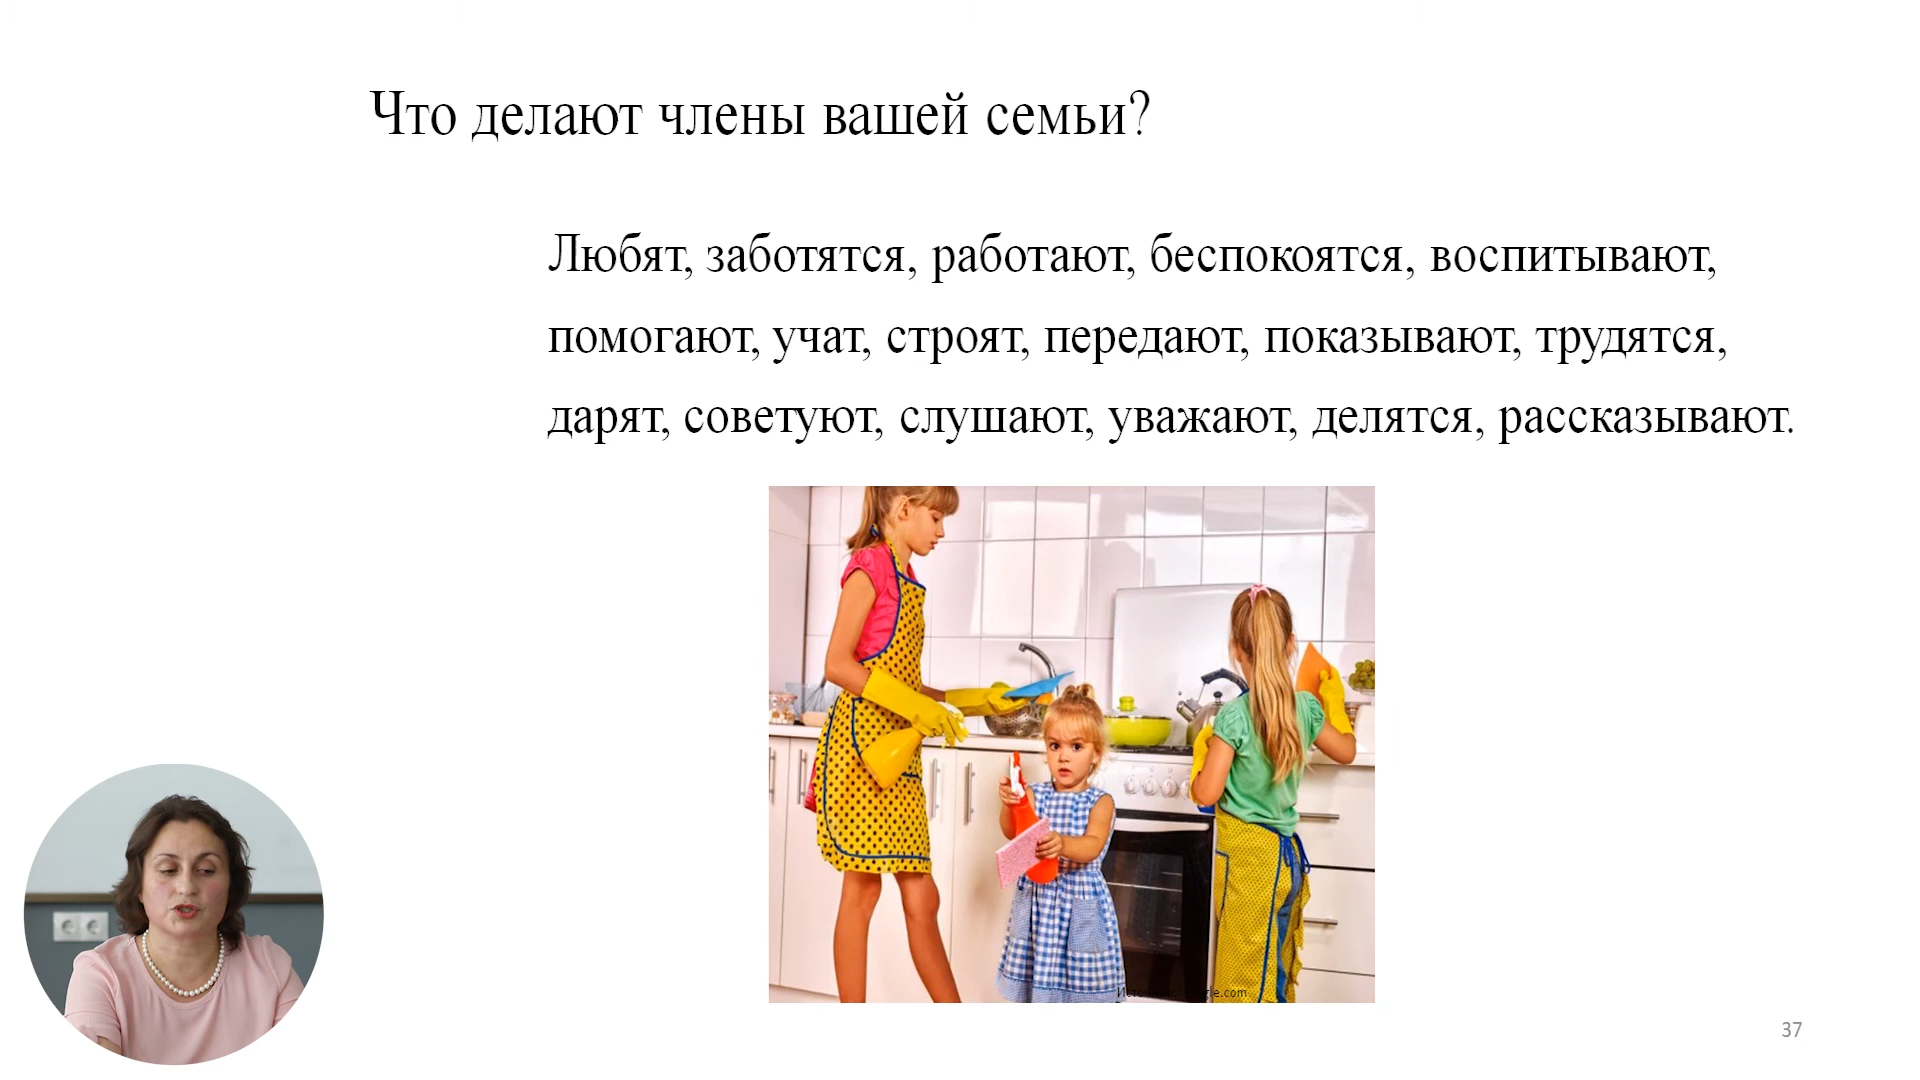 Что делают члены вашей семьи?
Любят, заботятся, работают, беспокоятся, воспитывают,
помогают, учат, строят, передают, показывают, трудятся,
дарят, советуют, слушают, уважают, делятся, рассказывают.
37